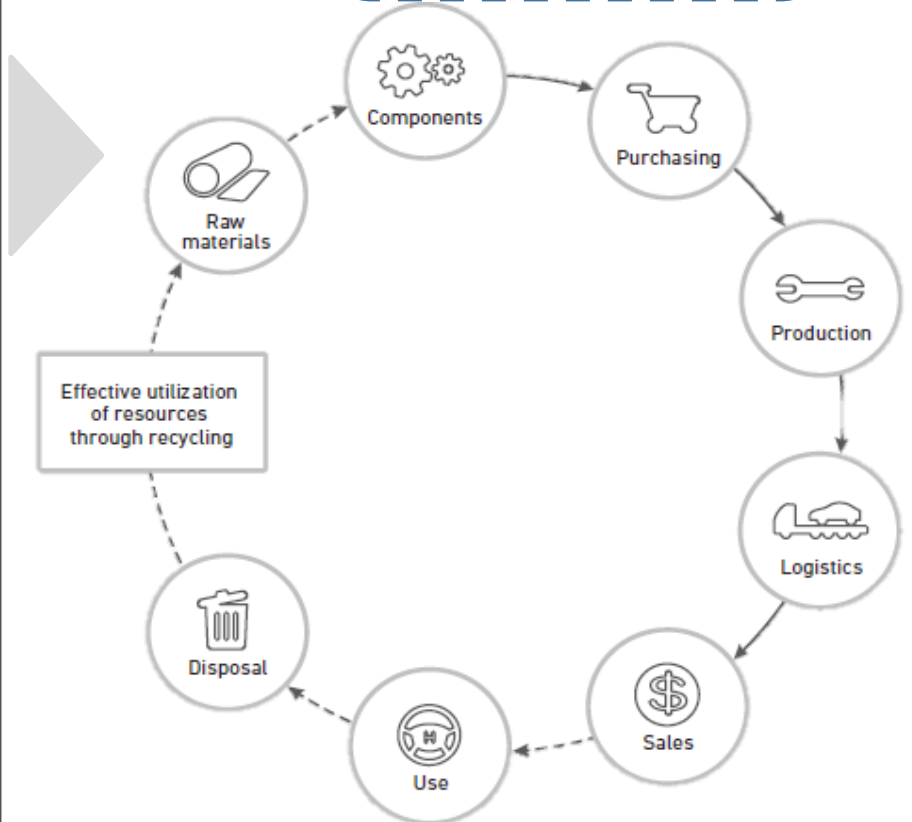 Components
Purchasing
Raw
materials
Production
Effective utilization
of resources
through recycling
Logistics
Disposal
Sales
Use